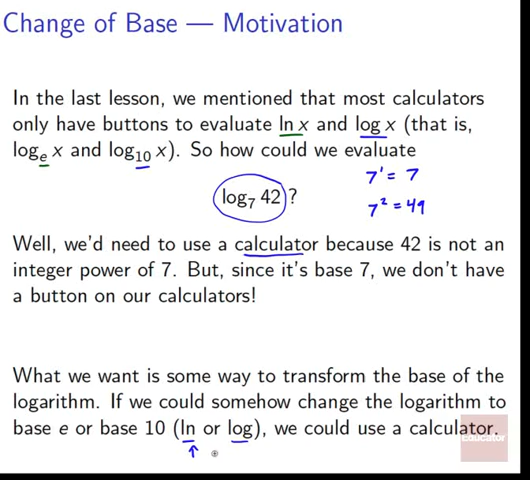 Change of Base — Motivation
In the last lesson, we mentioned that most calculators
only have buttons to evaluate ln x and log x (that is,
logₑ x and log₁₀ x). So how could we evaluate
7¹ = 7
log₇ 42 ?
7² = 49
Well, we'd need to use a calculator because 42 is not an
integer power of 7. But, since it's base 7, we don't have
a button on our calculators!
What we want is some way to transform the base of the
logarithm. If we could somehow change the logarithm to
base e or base 10 (ln or log), we could use a calculator.
educator